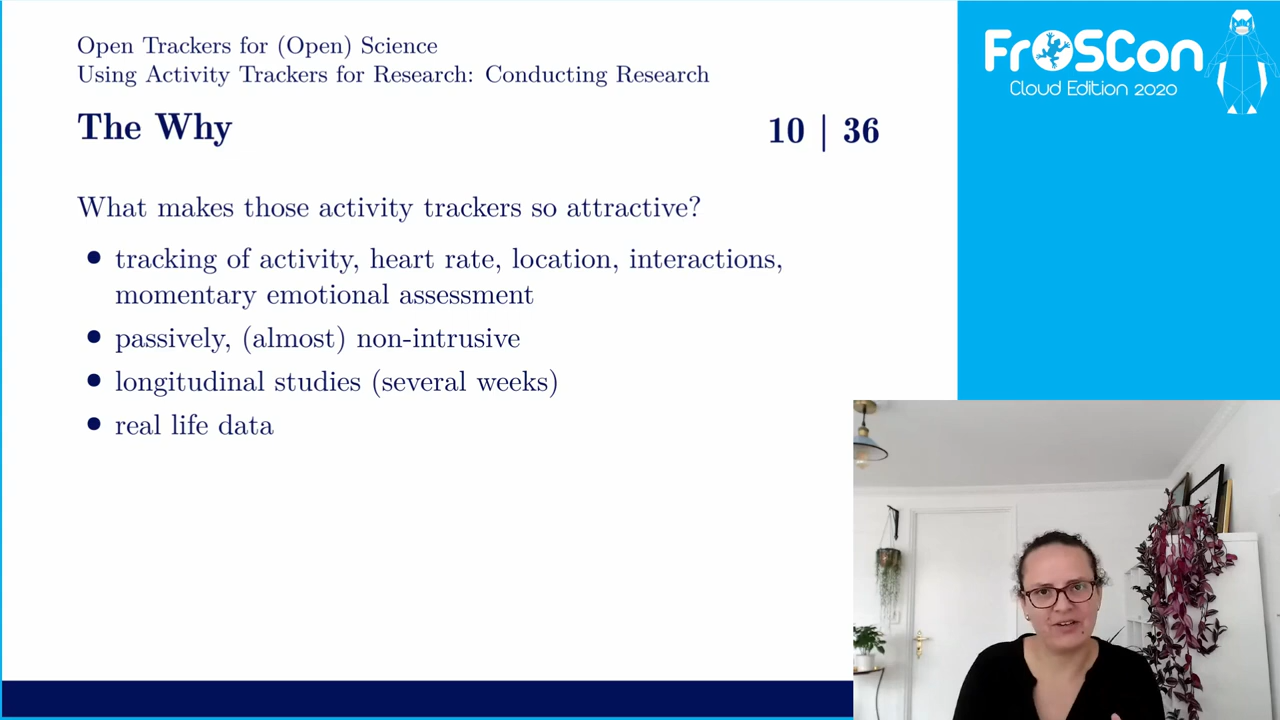 Open Trackers for (Open) Science
Using Activity Trackers for Research: Conducting Research
The Why
10 | 36
What makes those activity trackers so attractive?
• tracking of activity, heart rate, location, interactions,
momentary emotional assessment
• passively, (almost) non-intrusive
• longitudinal studies (several weeks)
• real life data
FrOSCon
Cloud Edition 2020